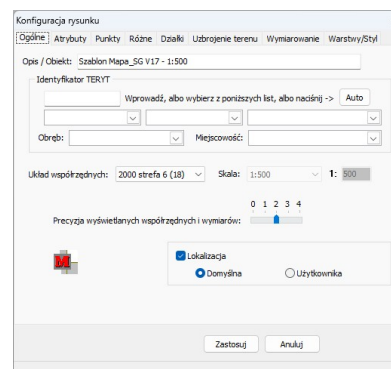 Konfiguracja rysunku
Ogólne Atrybuty Punkty Różne Działki Uzbrojenie terenu Wymiarowanie Warstwy/Styl
Opis / Obiekt: Szablon Mapa_SG V17 - 1:500
Identyfikator TERYT
Wprowadź, albo wybierz z poniższych list, albo naciśnij -> Auto
Obręb: Miejscowość:
Układ współrzędnych: 2000 strefa 6 (18) Skala: 1:500 1: 500
0 1 2 3 4
Precyzja wyświetlanych współrzędnych i wymiarów:
M
Lokalizacja
Domyślna Użytkownika
Zastosuj Anuluj